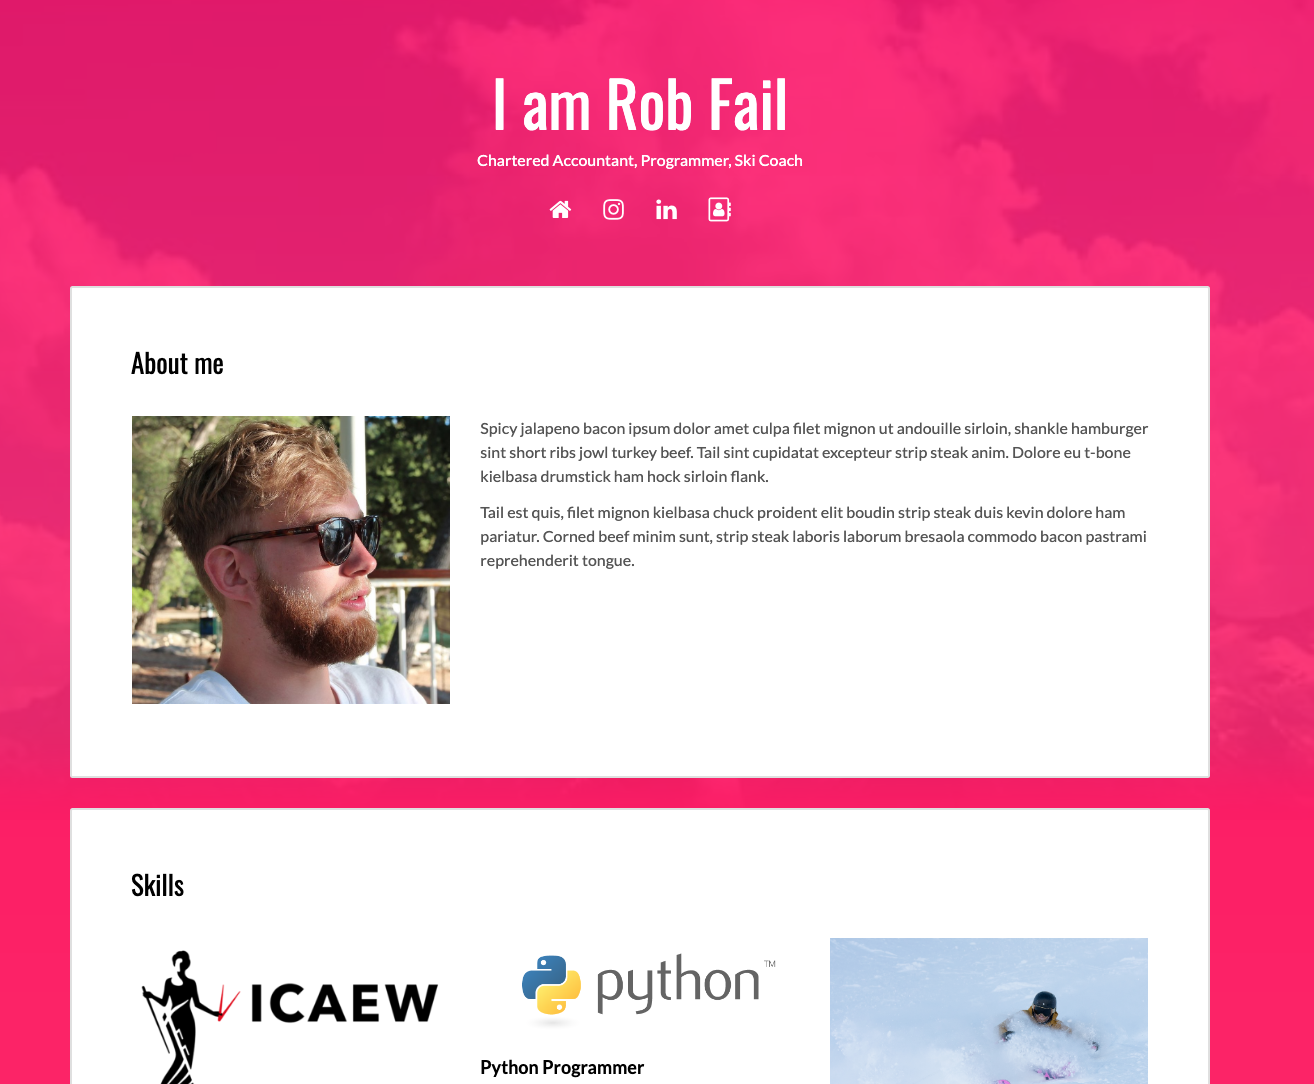 I am Rob Fail
Chartered Accountant, Programmer, Ski Coach
About me
Spicy jalapeno bacon ipsum dolor amet culpa filet mignon ut andouille sirloin, shankle hamburger
sint short ribs jowl turkey beef. Tail sint cupidatat excepteur strip steak anim. Dolore eu t-bone
kielbasa drumstick ham hock sirloin flank.
Tail est quis, filet mignon kielbasa chuck proident elit boudin strip steak duis kevin dolore ham
pariatur. Corned beef minim sunt, strip steak laboris laborum bresaola commodo bacon pastrami
reprehenderit tongue.
Skills
ICAEW
python™
Python Programmer